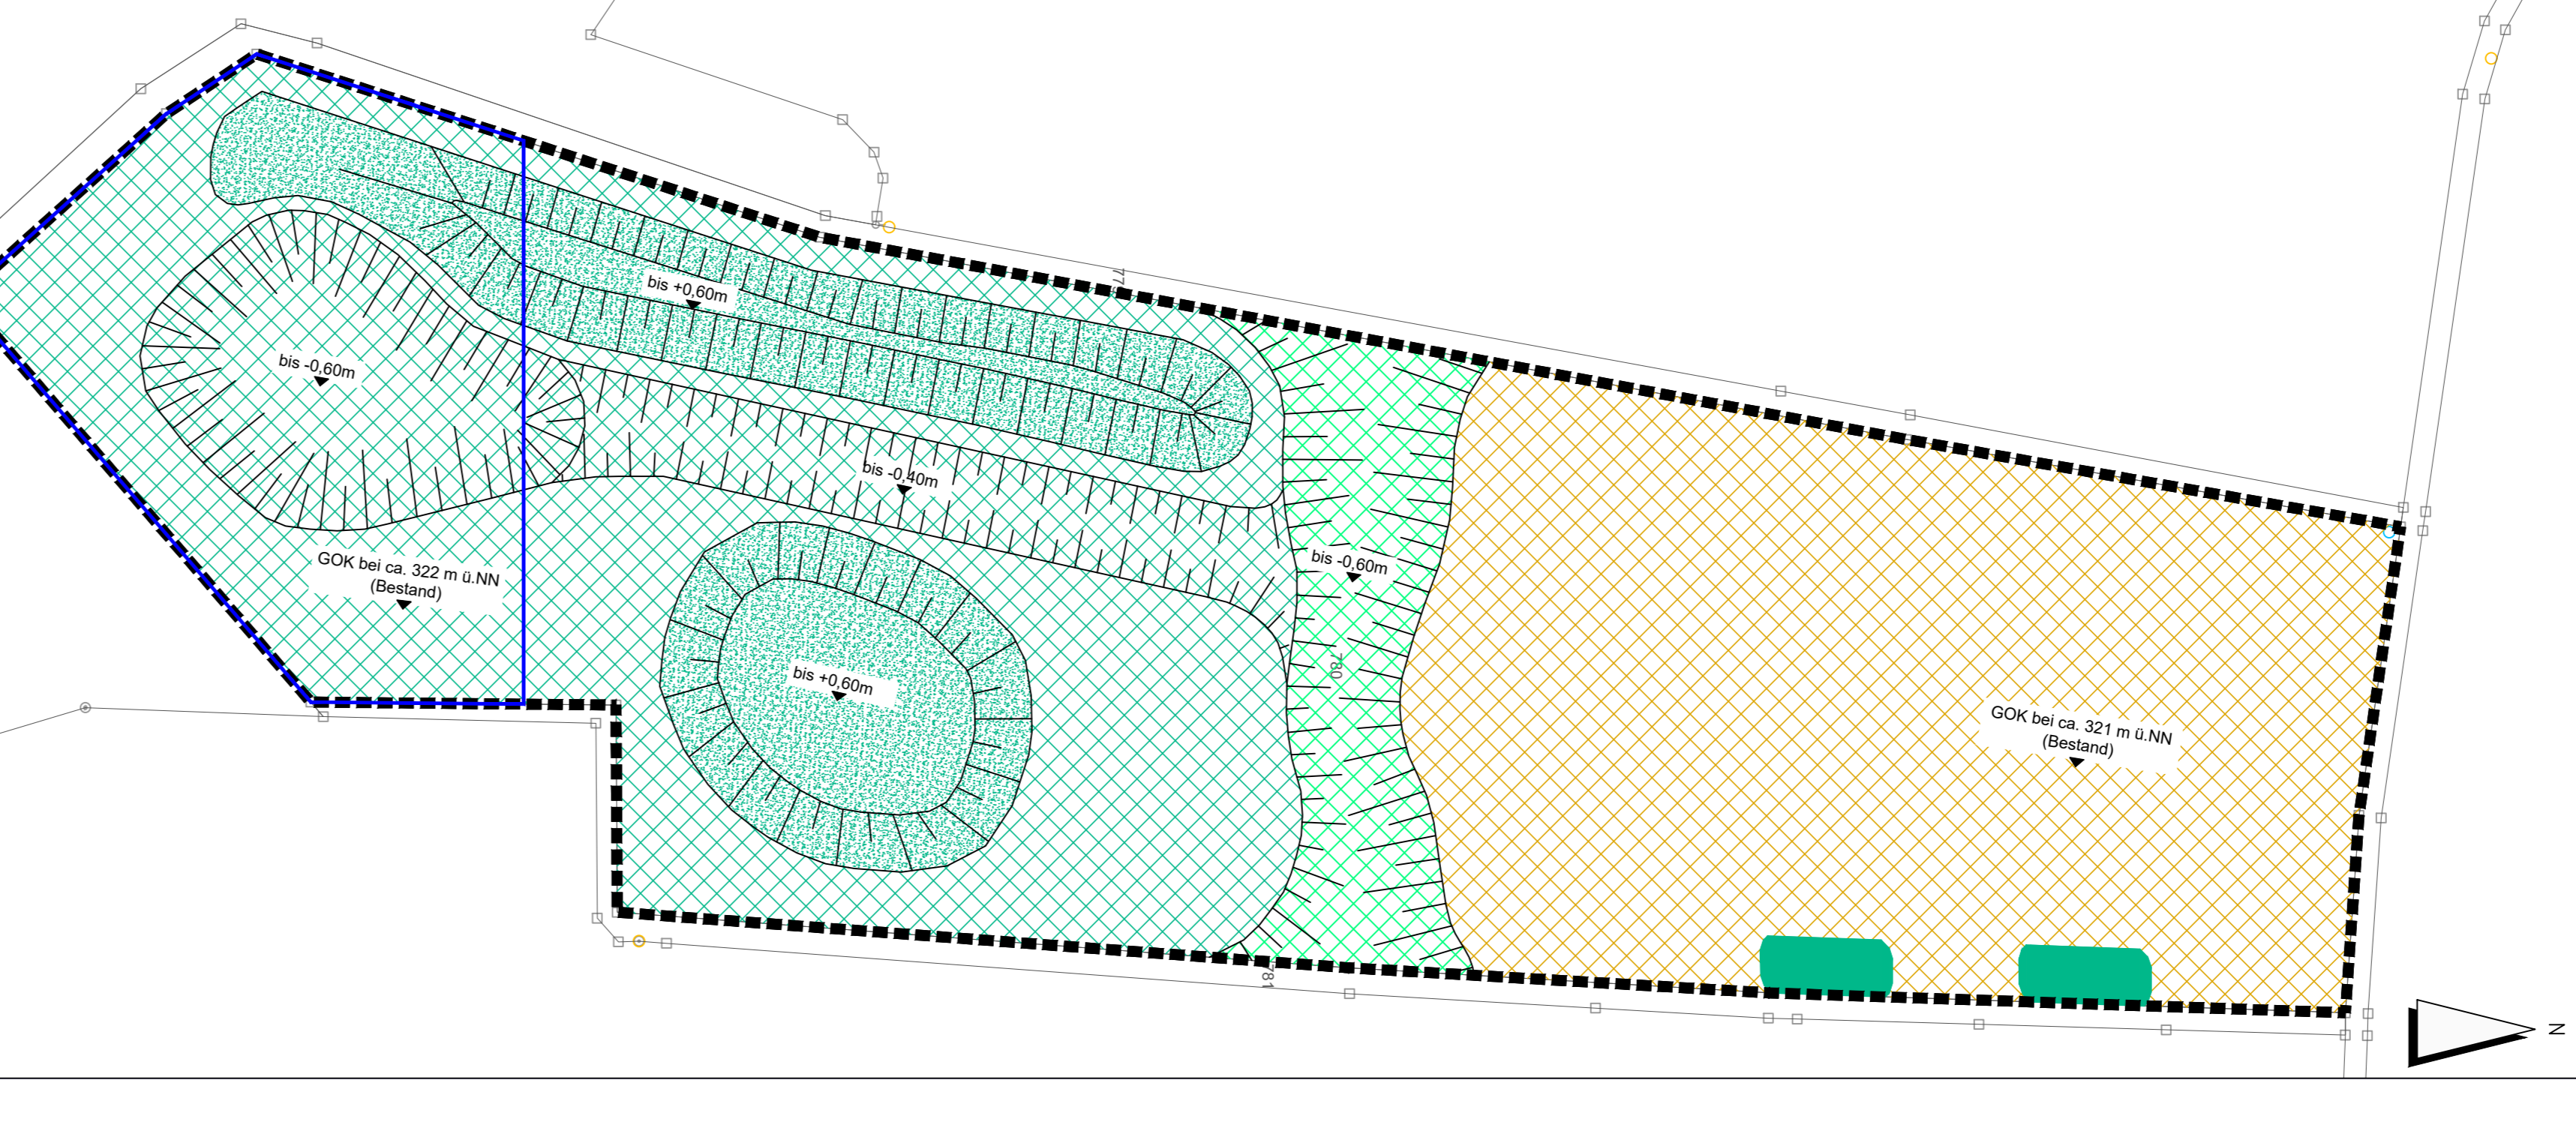 bis +0,60m
bis -0,60m
bis -0,40m
GOK bei ca. 322 m ü.NN
(Bestand)
bis -0,60m
780
bis +0,60m
GOK bei ca. 321 m ü.NN
(Bestand)
781
N